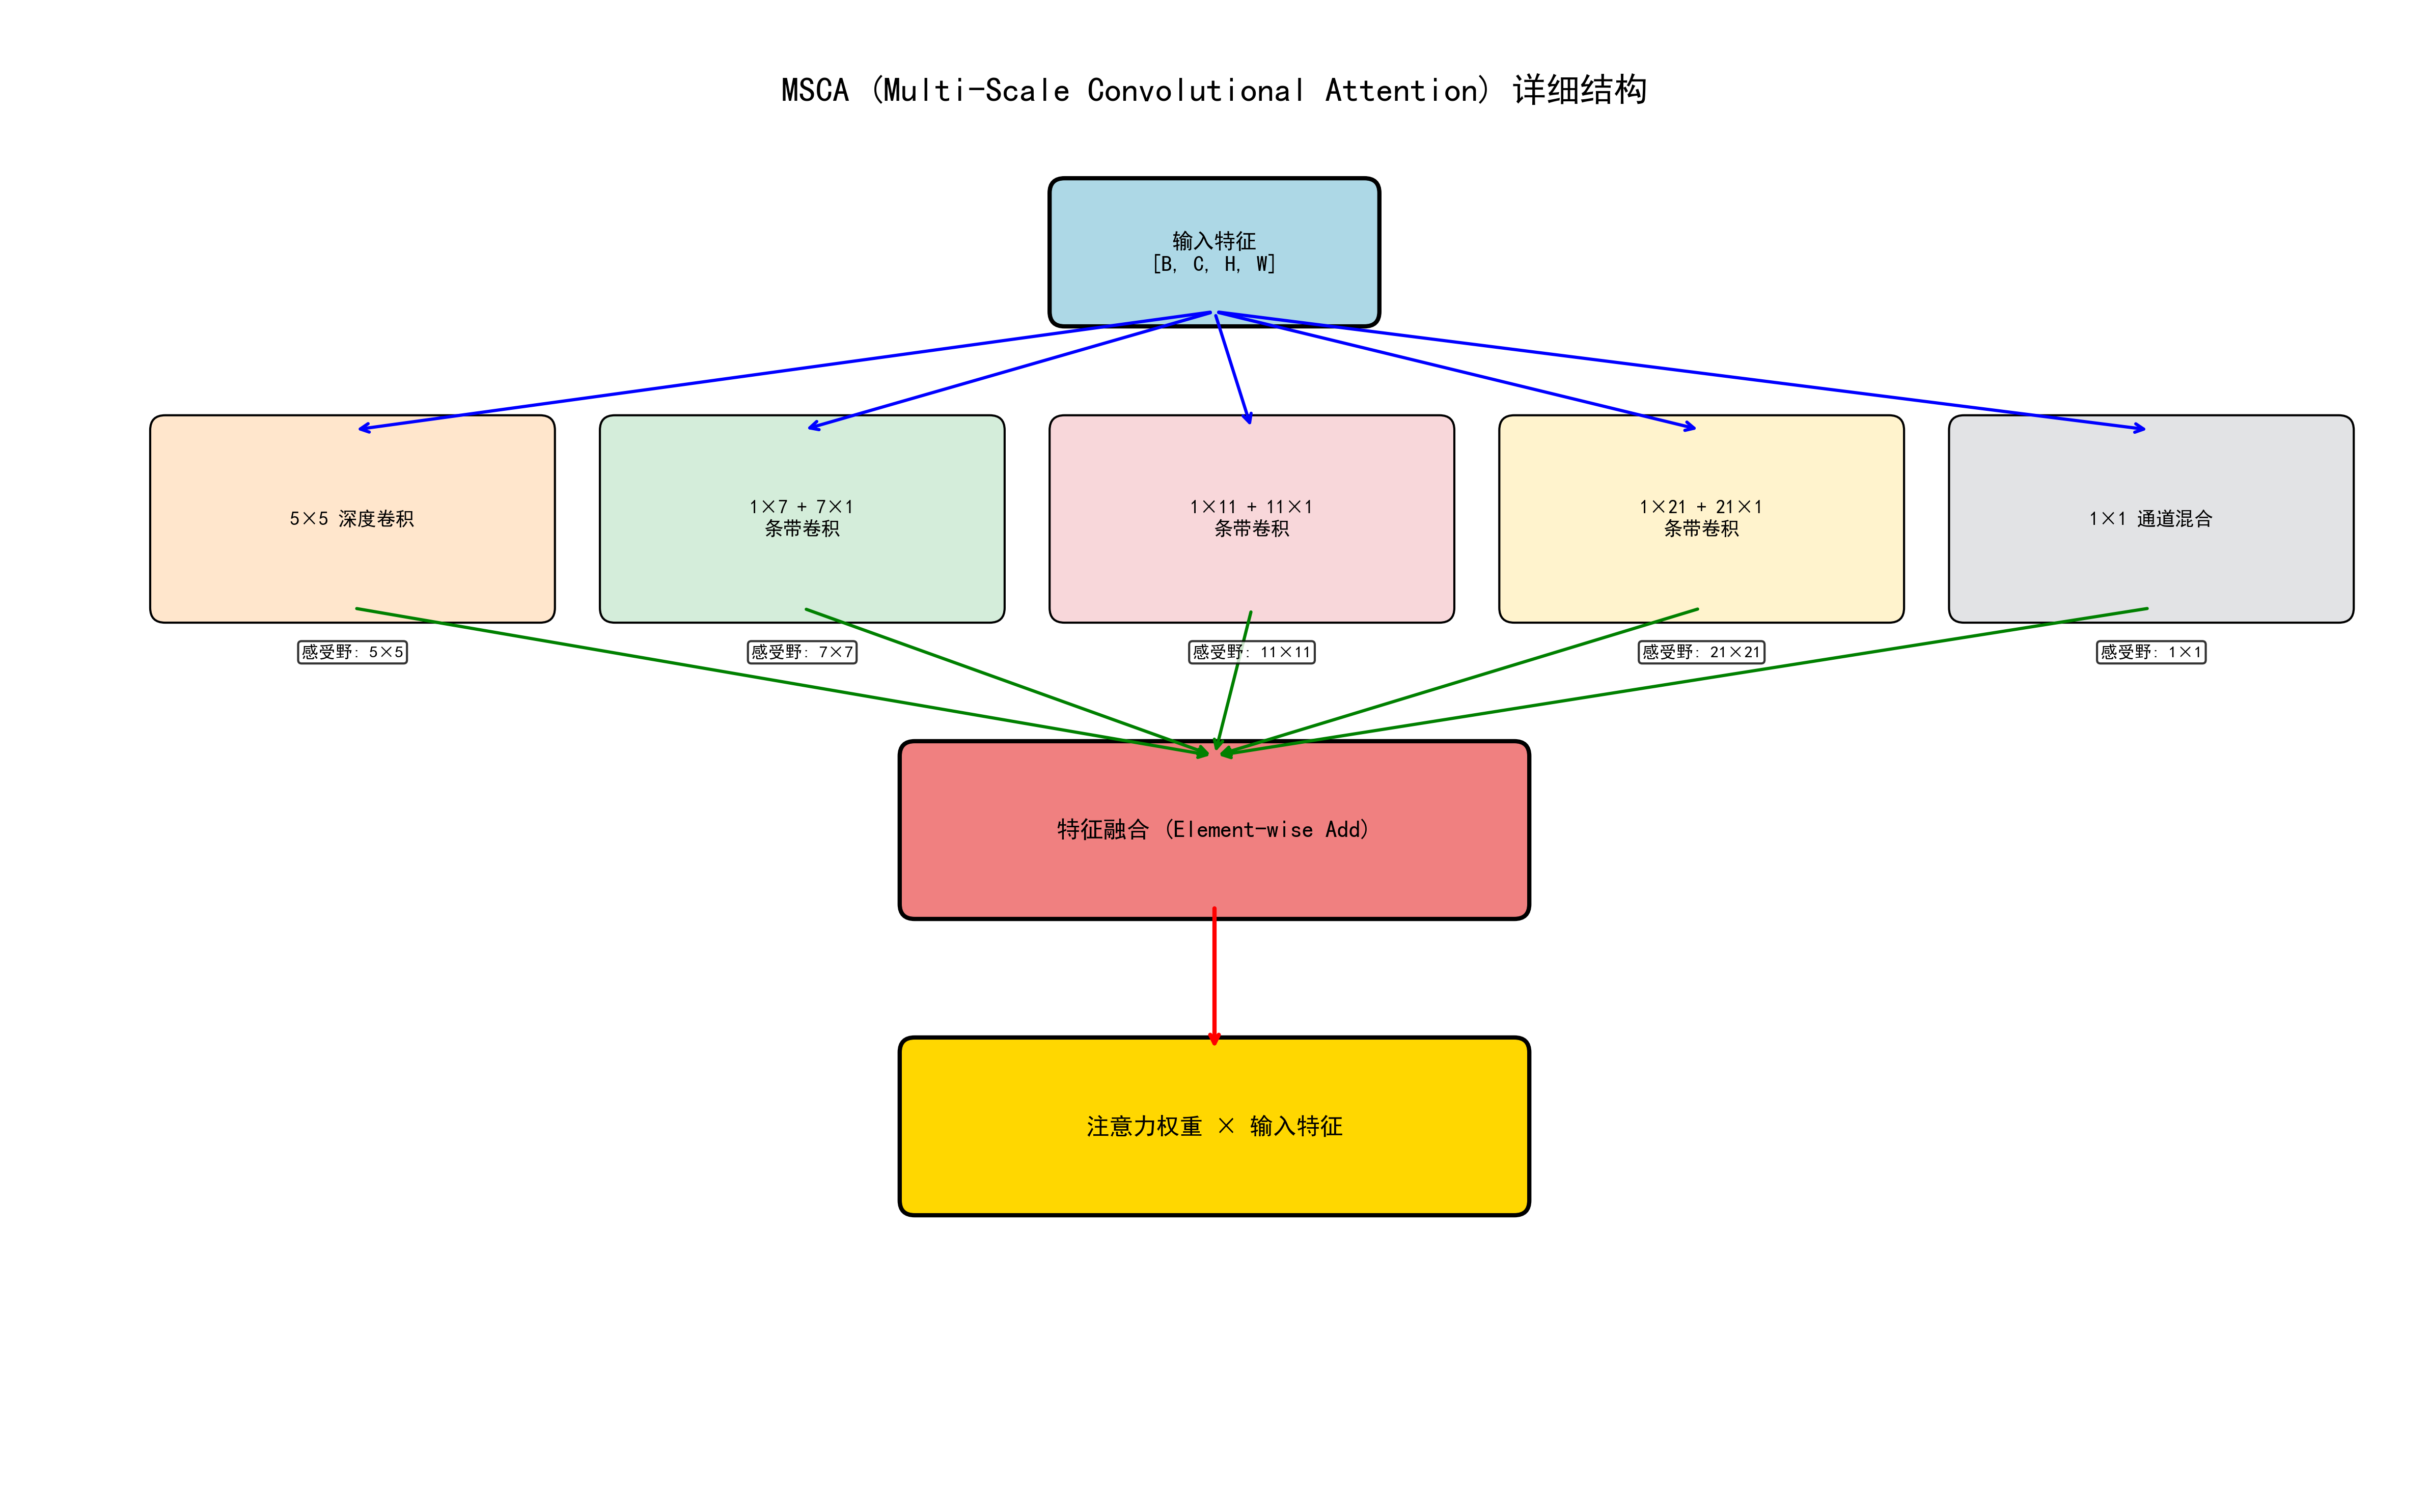 MSCA (Multi-Scale Convolutional Attention) 详细结构
输入特征
[B, C, H, W]
5×5 深度卷积
1×7 + 7×1
条带卷积
1×11 + 11×1
条带卷积
1×21 + 21×1
条带卷积
1×1 通道混合
感受野: 5×5
感受野: 7×7
感受野: 11×11
感受野: 21×21
感受野: 1×1
特征融合 (Element-wise Add)
注意力权重 × 输入特征